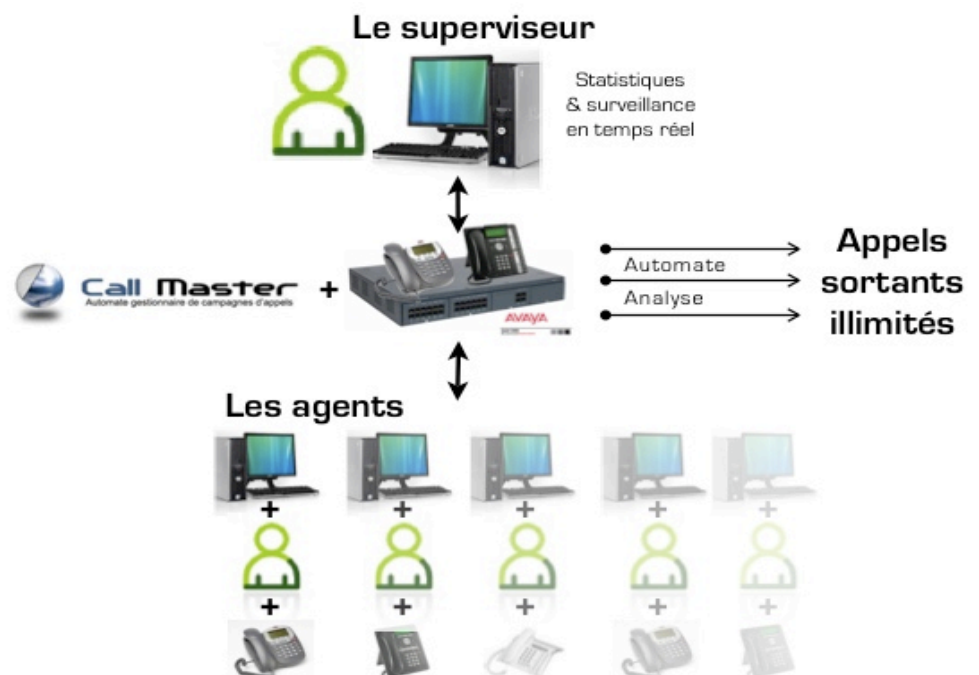 Le superviseur
Statistiques
& surveillance
en temps réel
Call Master
Automate gestionnaire de campagnes d'appels
+
AVAYA
Automate
Analyse
Appels
sortants
illimités
Les agents
+ + + + +
+ + + + +